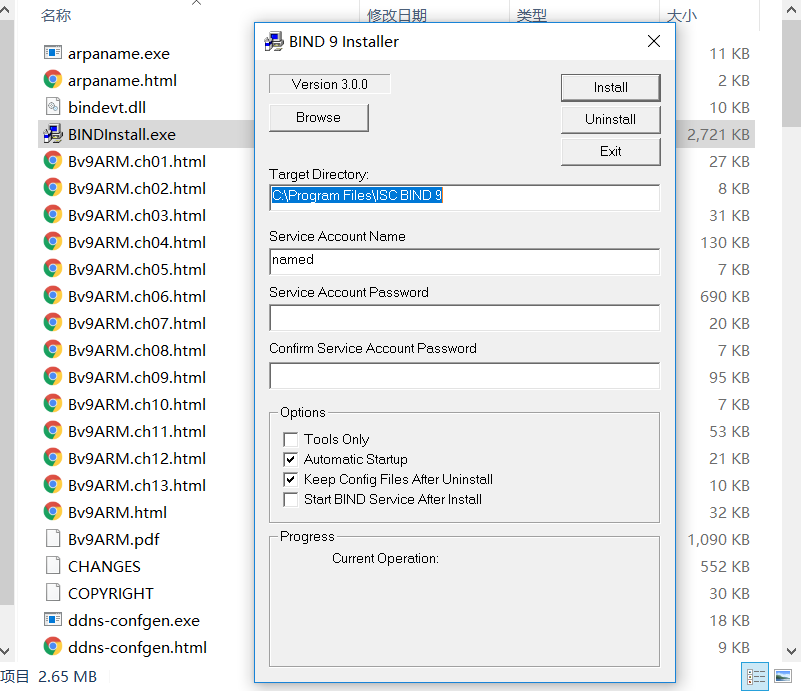 名称 修改日期 类型 大小
BIND 9 Installer
arpaname.exe 11 KB
arpaname.html 2 KB
bindevt.dll 10 KB
BINDInstall.exe 2,721 KB
Bv9ARM.ch01.html 27 KB
Bv9ARM.ch02.html 8 KB
Bv9ARM.ch03.html 31 KB
Bv9ARM.ch04.html 130 KB
Bv9ARM.ch05.html 7 KB
Bv9ARM.ch06.html 690 KB
Bv9ARM.ch07.html 20 KB
Bv9ARM.ch08.html 7 KB
Bv9ARM.ch09.html 95 KB
Bv9ARM.ch10.html 7 KB
Bv9ARM.ch11.html 53 KB
Bv9ARM.ch12.html 21 KB
Bv9ARM.ch13.html 10 KB
Bv9ARM.html 32 KB
Bv9ARM.pdf 1,090 KB
CHANGES 552 KB
COPYRIGHT 30 KB
ddns-confgen.exe 18 KB
ddns-confgen.html 9 KB
Version 3.0.0
Install
Browse
Uninstall
Exit
Target Directory:
C:\Program Files\ISC BIND 9
Service Account Name
named
Service Account Password
Confirm Service Account Password
Options
Tools Only
Automatic Startup
Keep Config Files After Uninstall
Start BIND Service After Install
Progress
Current Operation:
项目 2.65 MB